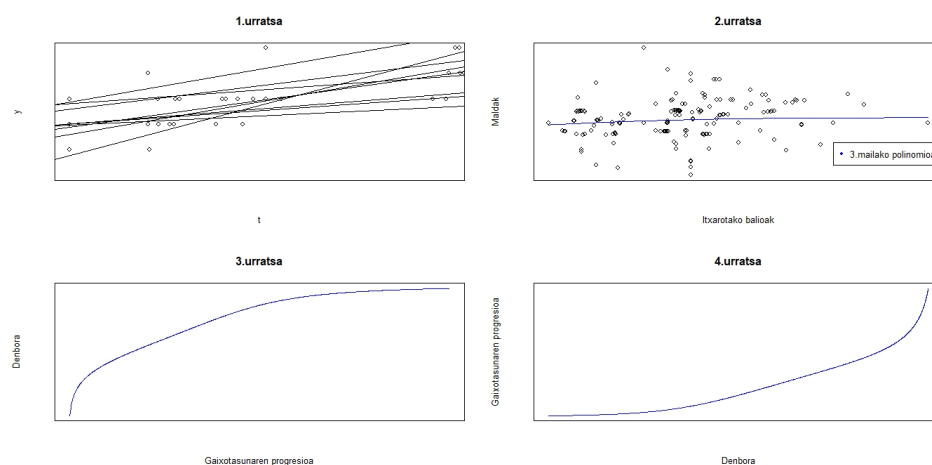 1.urratsa
y
t
2.urratsa
Maldak
3.mailako polinomioa
Itxarotako balioak
3.urratsa
Denbora
Gaixotasunaren progresioa
4.urratsa
Gaixotasunaren progresioa
Denbora